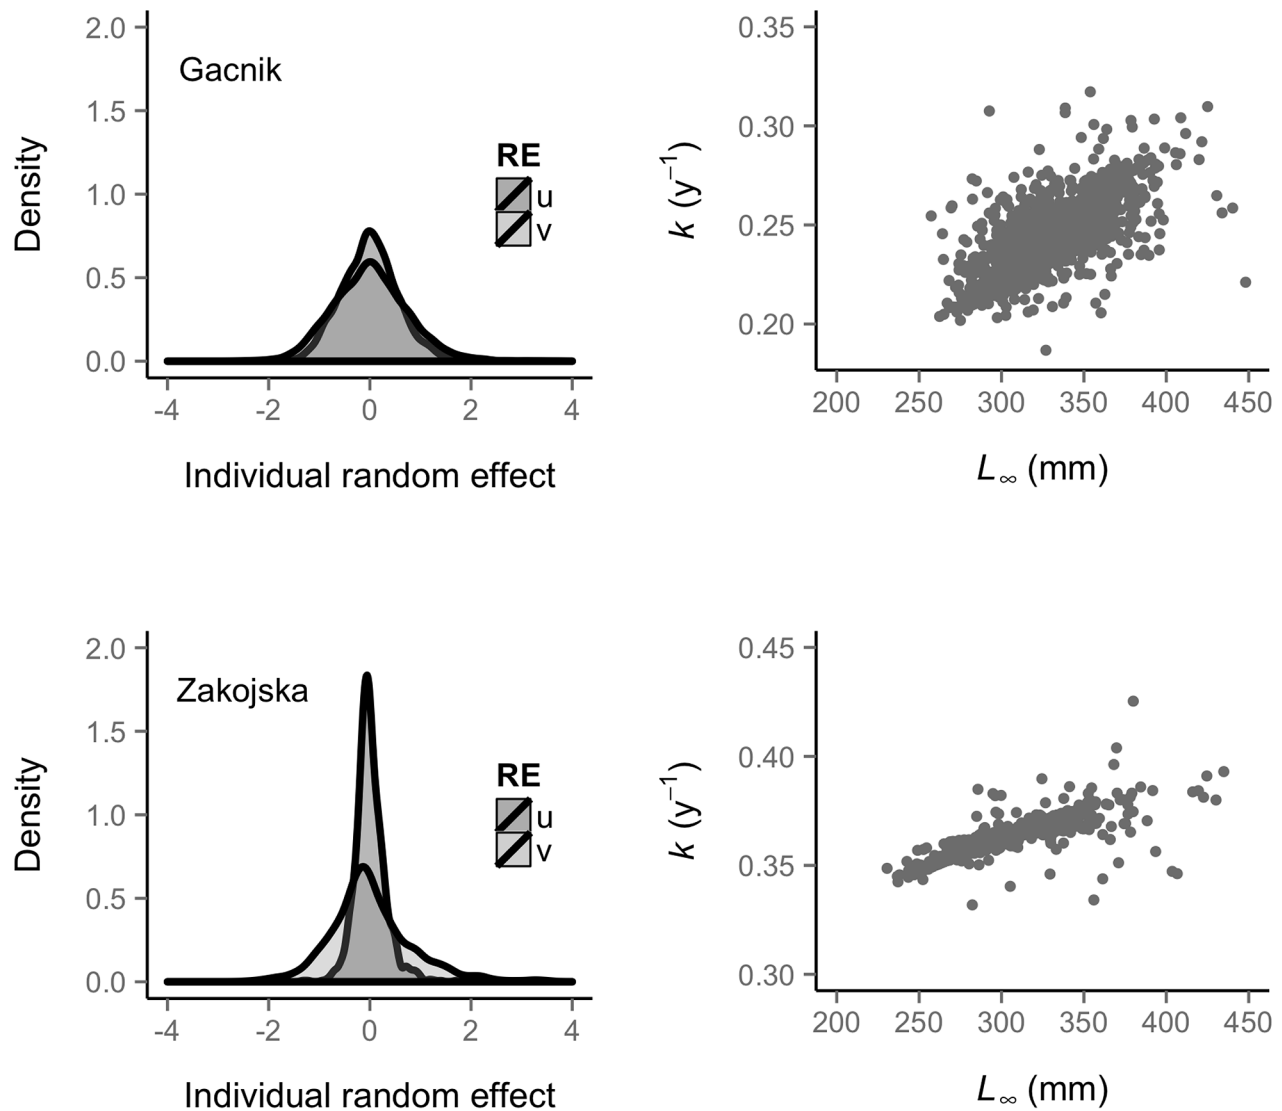 2.0
1.5
1.0
0.5
0.0
Density
Gacnik
RE
u
v
-4 -2 0 2 4
Individual random effect
0.35
0.30
0.25
0.20
k (y⁻¹)
200 250 300 350 400 450
L∞ (mm)
2.0
1.5
1.0
0.5
0.0
Density
Zakojska
RE
u
v
-4 -2 0 2 4
Individual random effect
0.45
0.40
0.35
0.30
k (y⁻¹)
200 250 300 350 400 450
L∞ (mm)